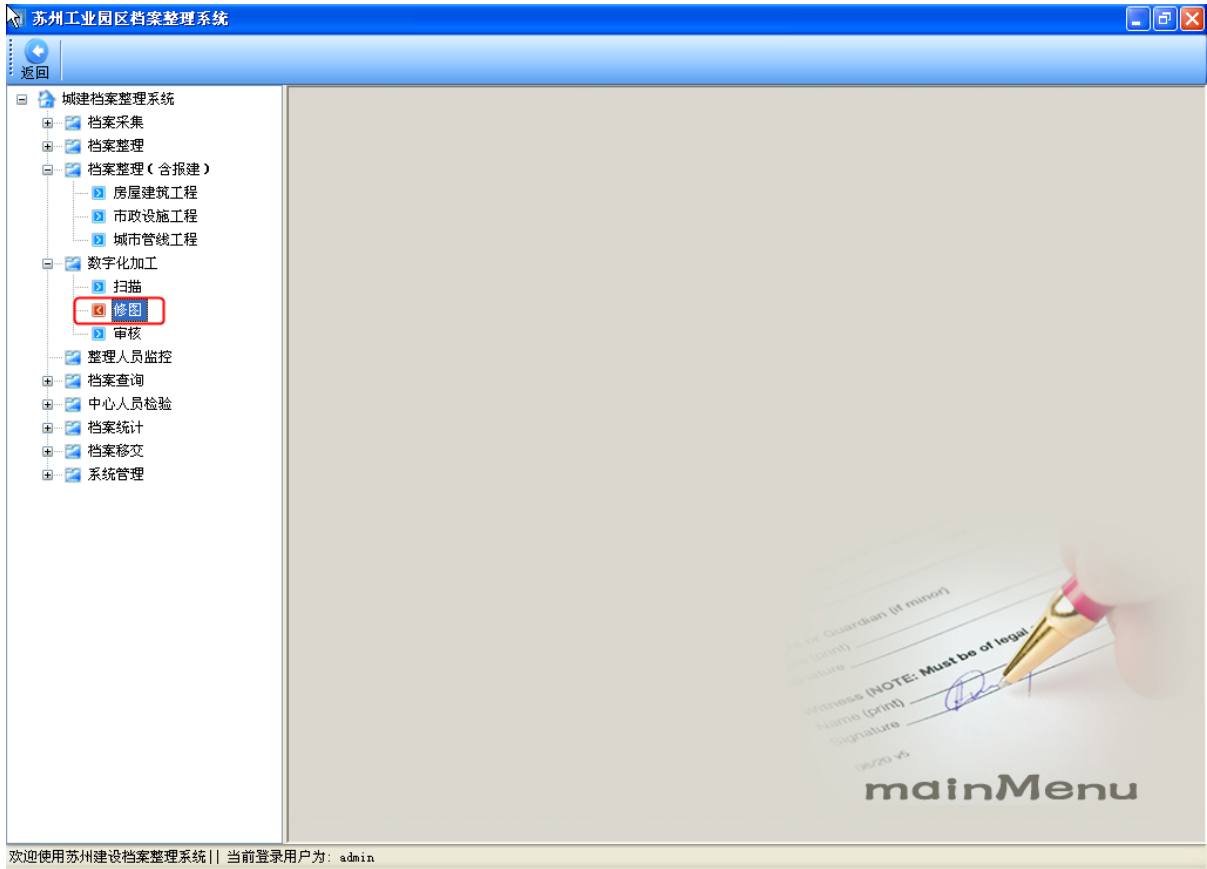 苏州工业园区档案整理系统
返回
城建档案整理系统
档案采集
档案整理
档案整理(含报建)
房屋建筑工程
市政设施工程
城市管线工程
数字化加工
扫描
修图
审核
整理人员监控
档案查询
中心人员检验
档案统计
档案移交
系统管理
or Guardian (if minor)
(print)
Witness (NOTE: Must be of legal
Name (print)
Signature
mainMenu
欢迎使用苏州建设档案整理系统|| 当前登录用户为: admin